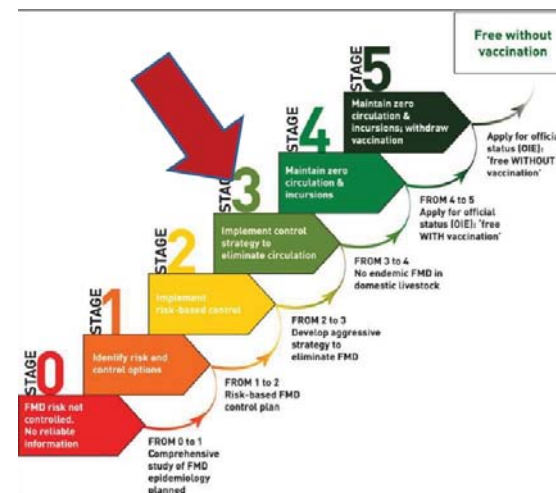 Free without
vaccination
STAGE
5
Maintain zero
circulation &
incursions; withdraw
vaccination
Apply for official
status (OIE):
'free WITHOUT
vaccination'
STAGE
4
Maintain zero
circulation &
incursions
FROM 4 to 5
Apply for official
status (OIE): 'free
WITH vaccination'
STAGE
3
Implement control
strategy to
eliminate circulation
FROM 3 to 4
No endemic FMD in
domestic livestock
STAGE
2
Implement
risk-based control
FROM 2 to 3
Develop aggressive
strategy to
eliminate FMD
STAGE
1
Identify risk and
control options
FROM 1 to 2
Risk-based FMD
control plan
STAGE
0
FMD risk not
controlled.
No reliable
information
FROM 0 to 1
Comprehensive
study of FMD
epidemiology
planned